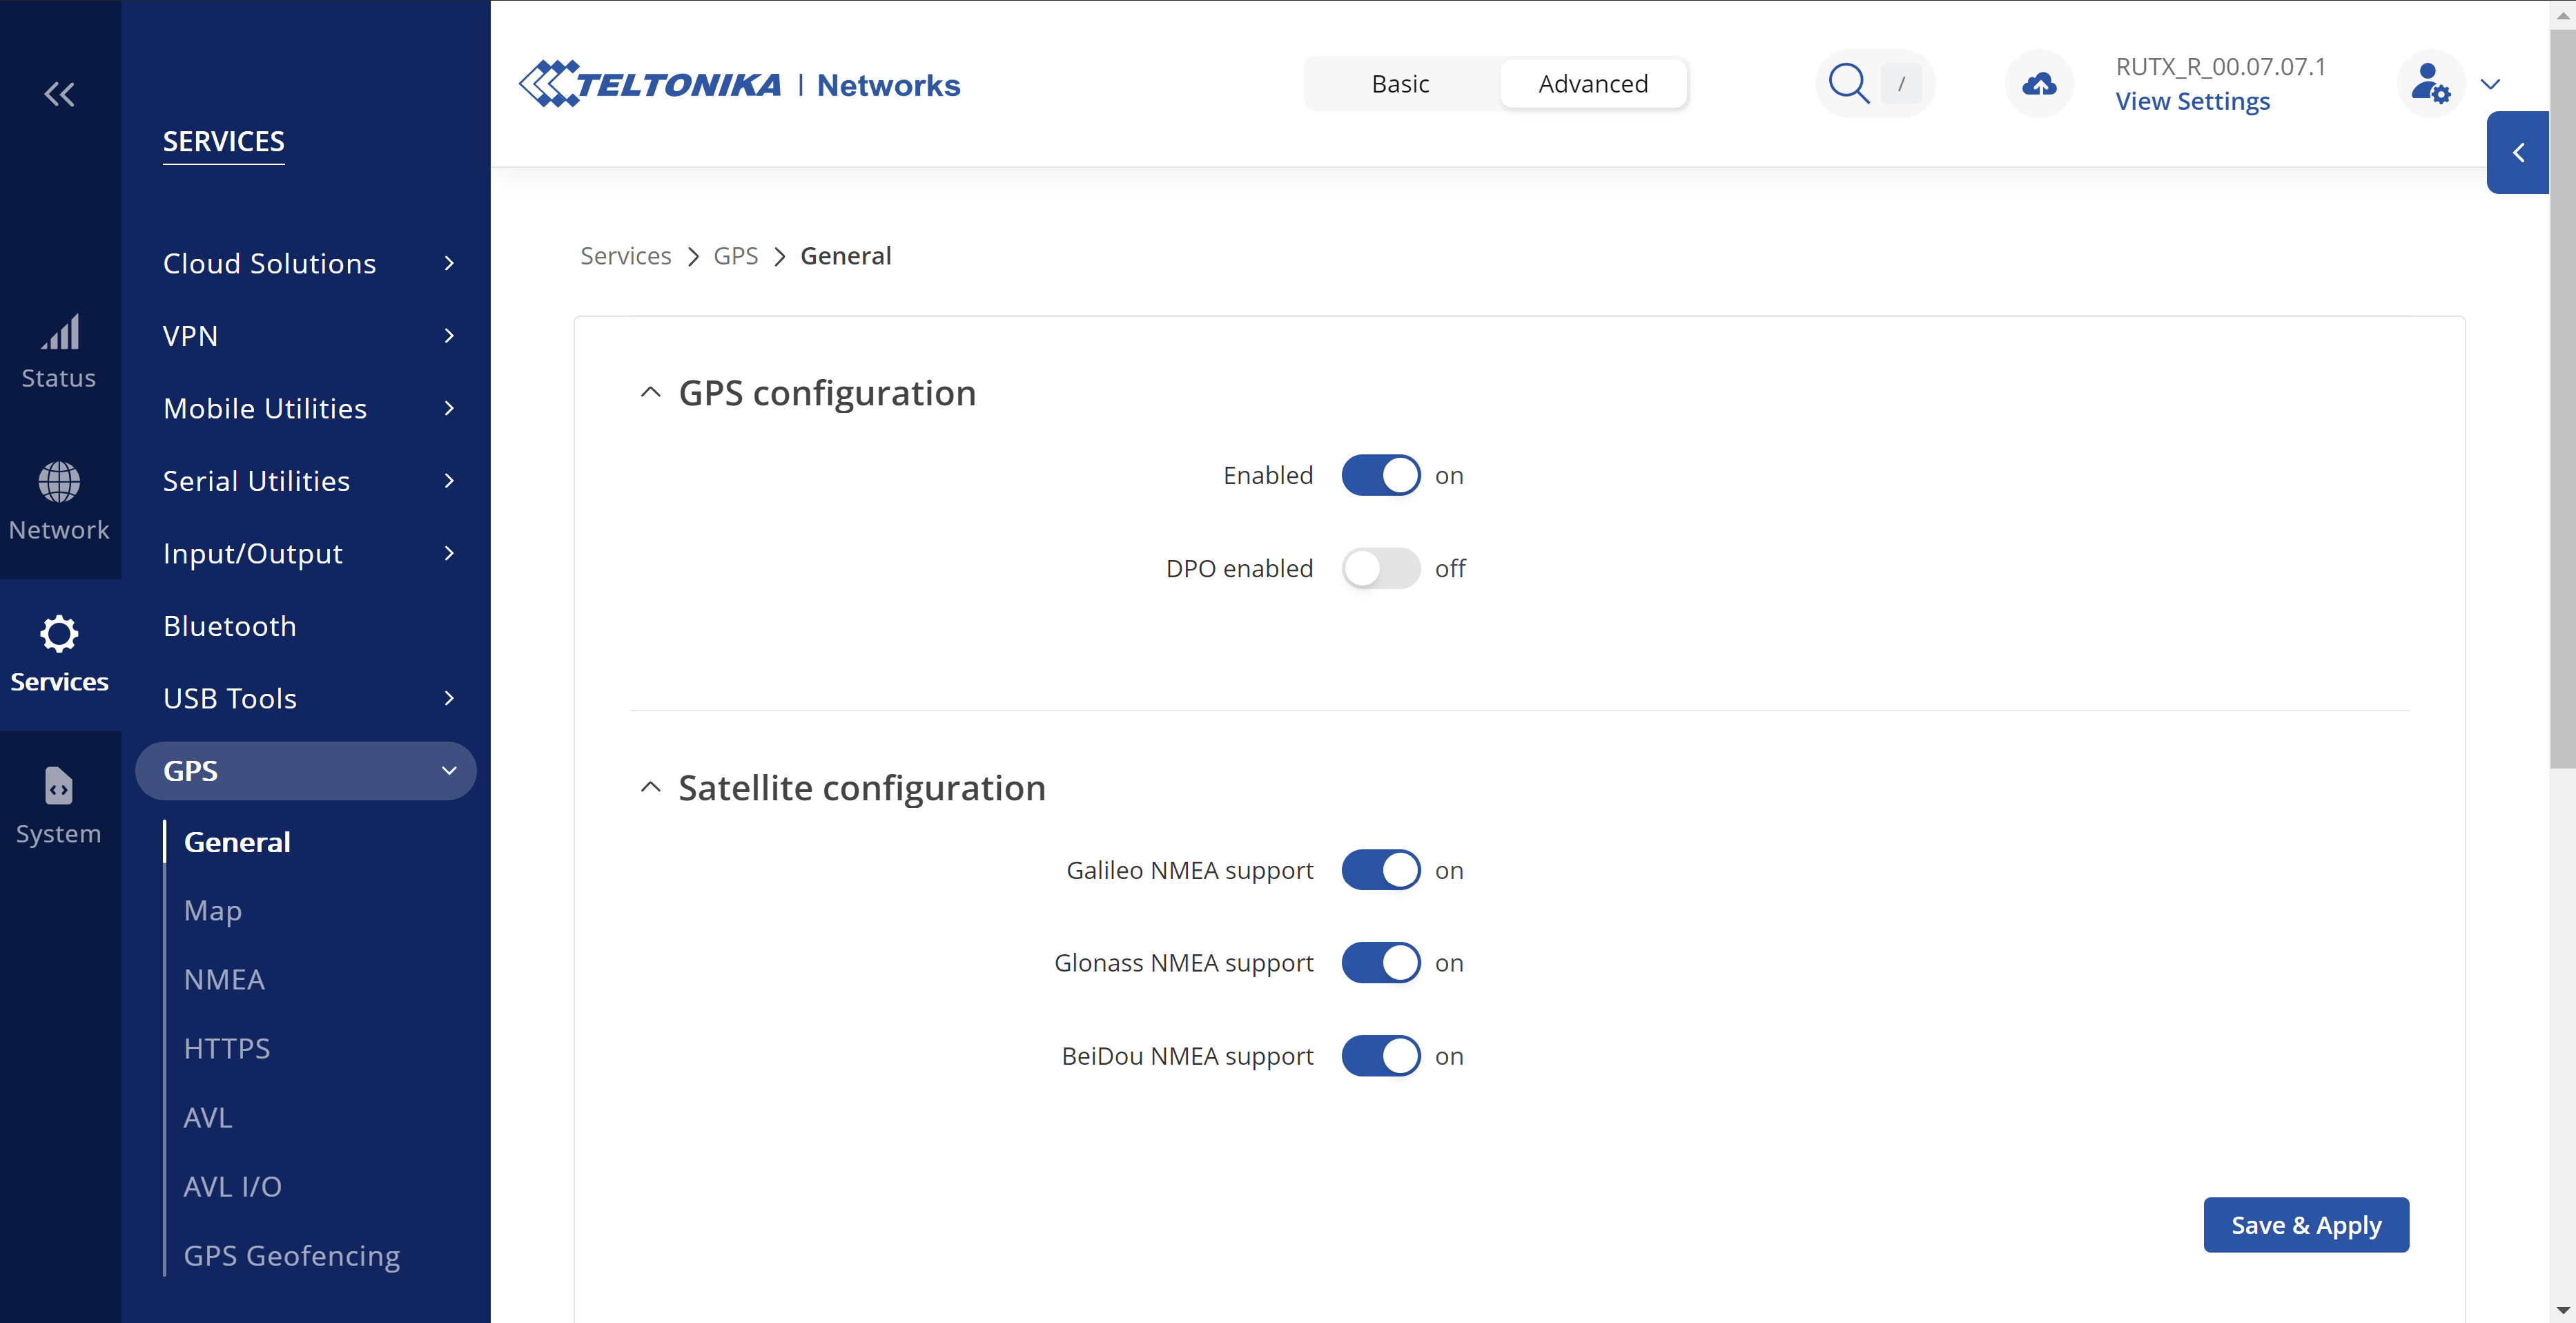 TELTONIKA | Networks
Basic
Advanced
/
RUTX_R_00.07.07.1
View Settings
Status
Network
Services
System
SERVICES
Cloud Solutions
VPN
Mobile Utilities
Serial Utilities
Input/Output
Bluetooth
USB Tools
GPS
General
Map
NMEA
HTTPS
AVL
AVL I/O
GPS Geofencing
Services > GPS > General
GPS configuration
Enabled on
DPO enabled off
Satellite configuration
Galileo NMEA support on
Glonass NMEA support on
BeiDou NMEA support on
Save & Apply